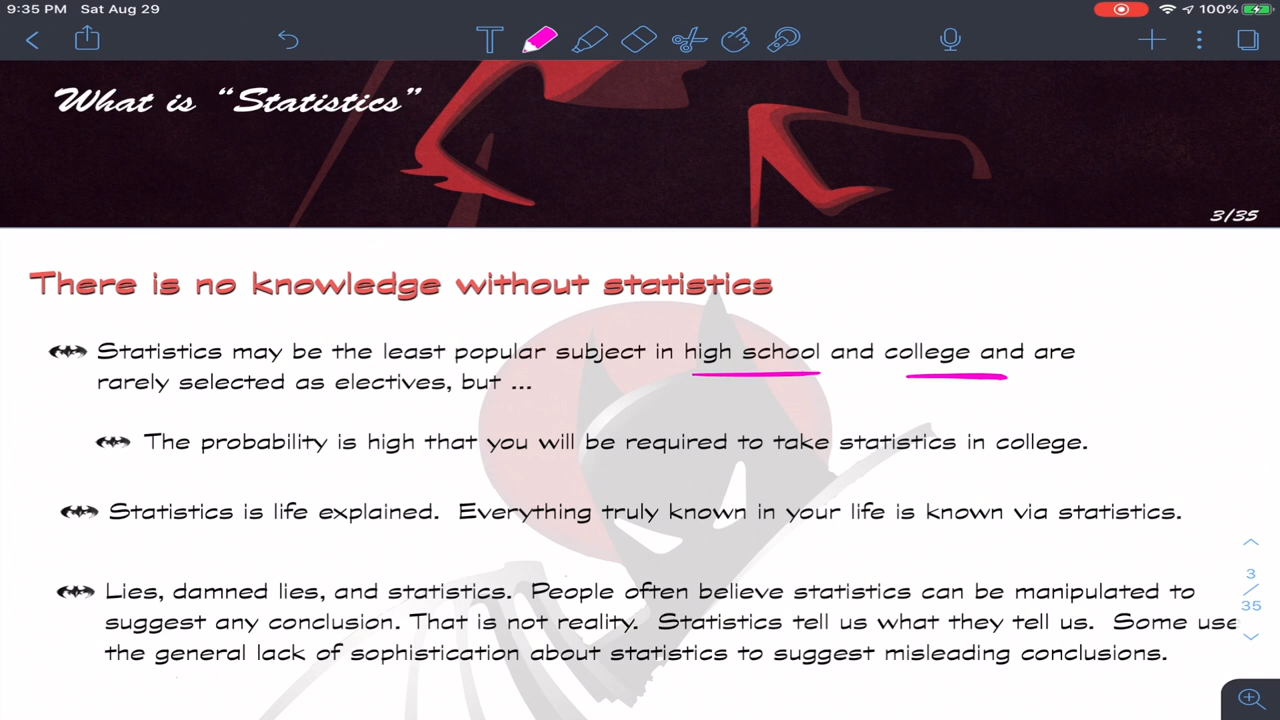 9:35 PM Sat Aug 29
100%
T
What is “Statistics”
3/35
There is no knowledge without statistics
Statistics may be the least popular subject in high school and college and are
rarely selected as electives, but ...
The probability is high that you will be required to take statistics in college.
Statistics is life explained. Everything truly known in your life is known via statistics.
Lies, damned lies, and statistics. People often believe statistics can be manipulated to
suggest any conclusion. That is not reality. Statistics tell us what they tell us. Some use
the general lack of sophistication about statistics to suggest misleading conclusions.
3
/
35